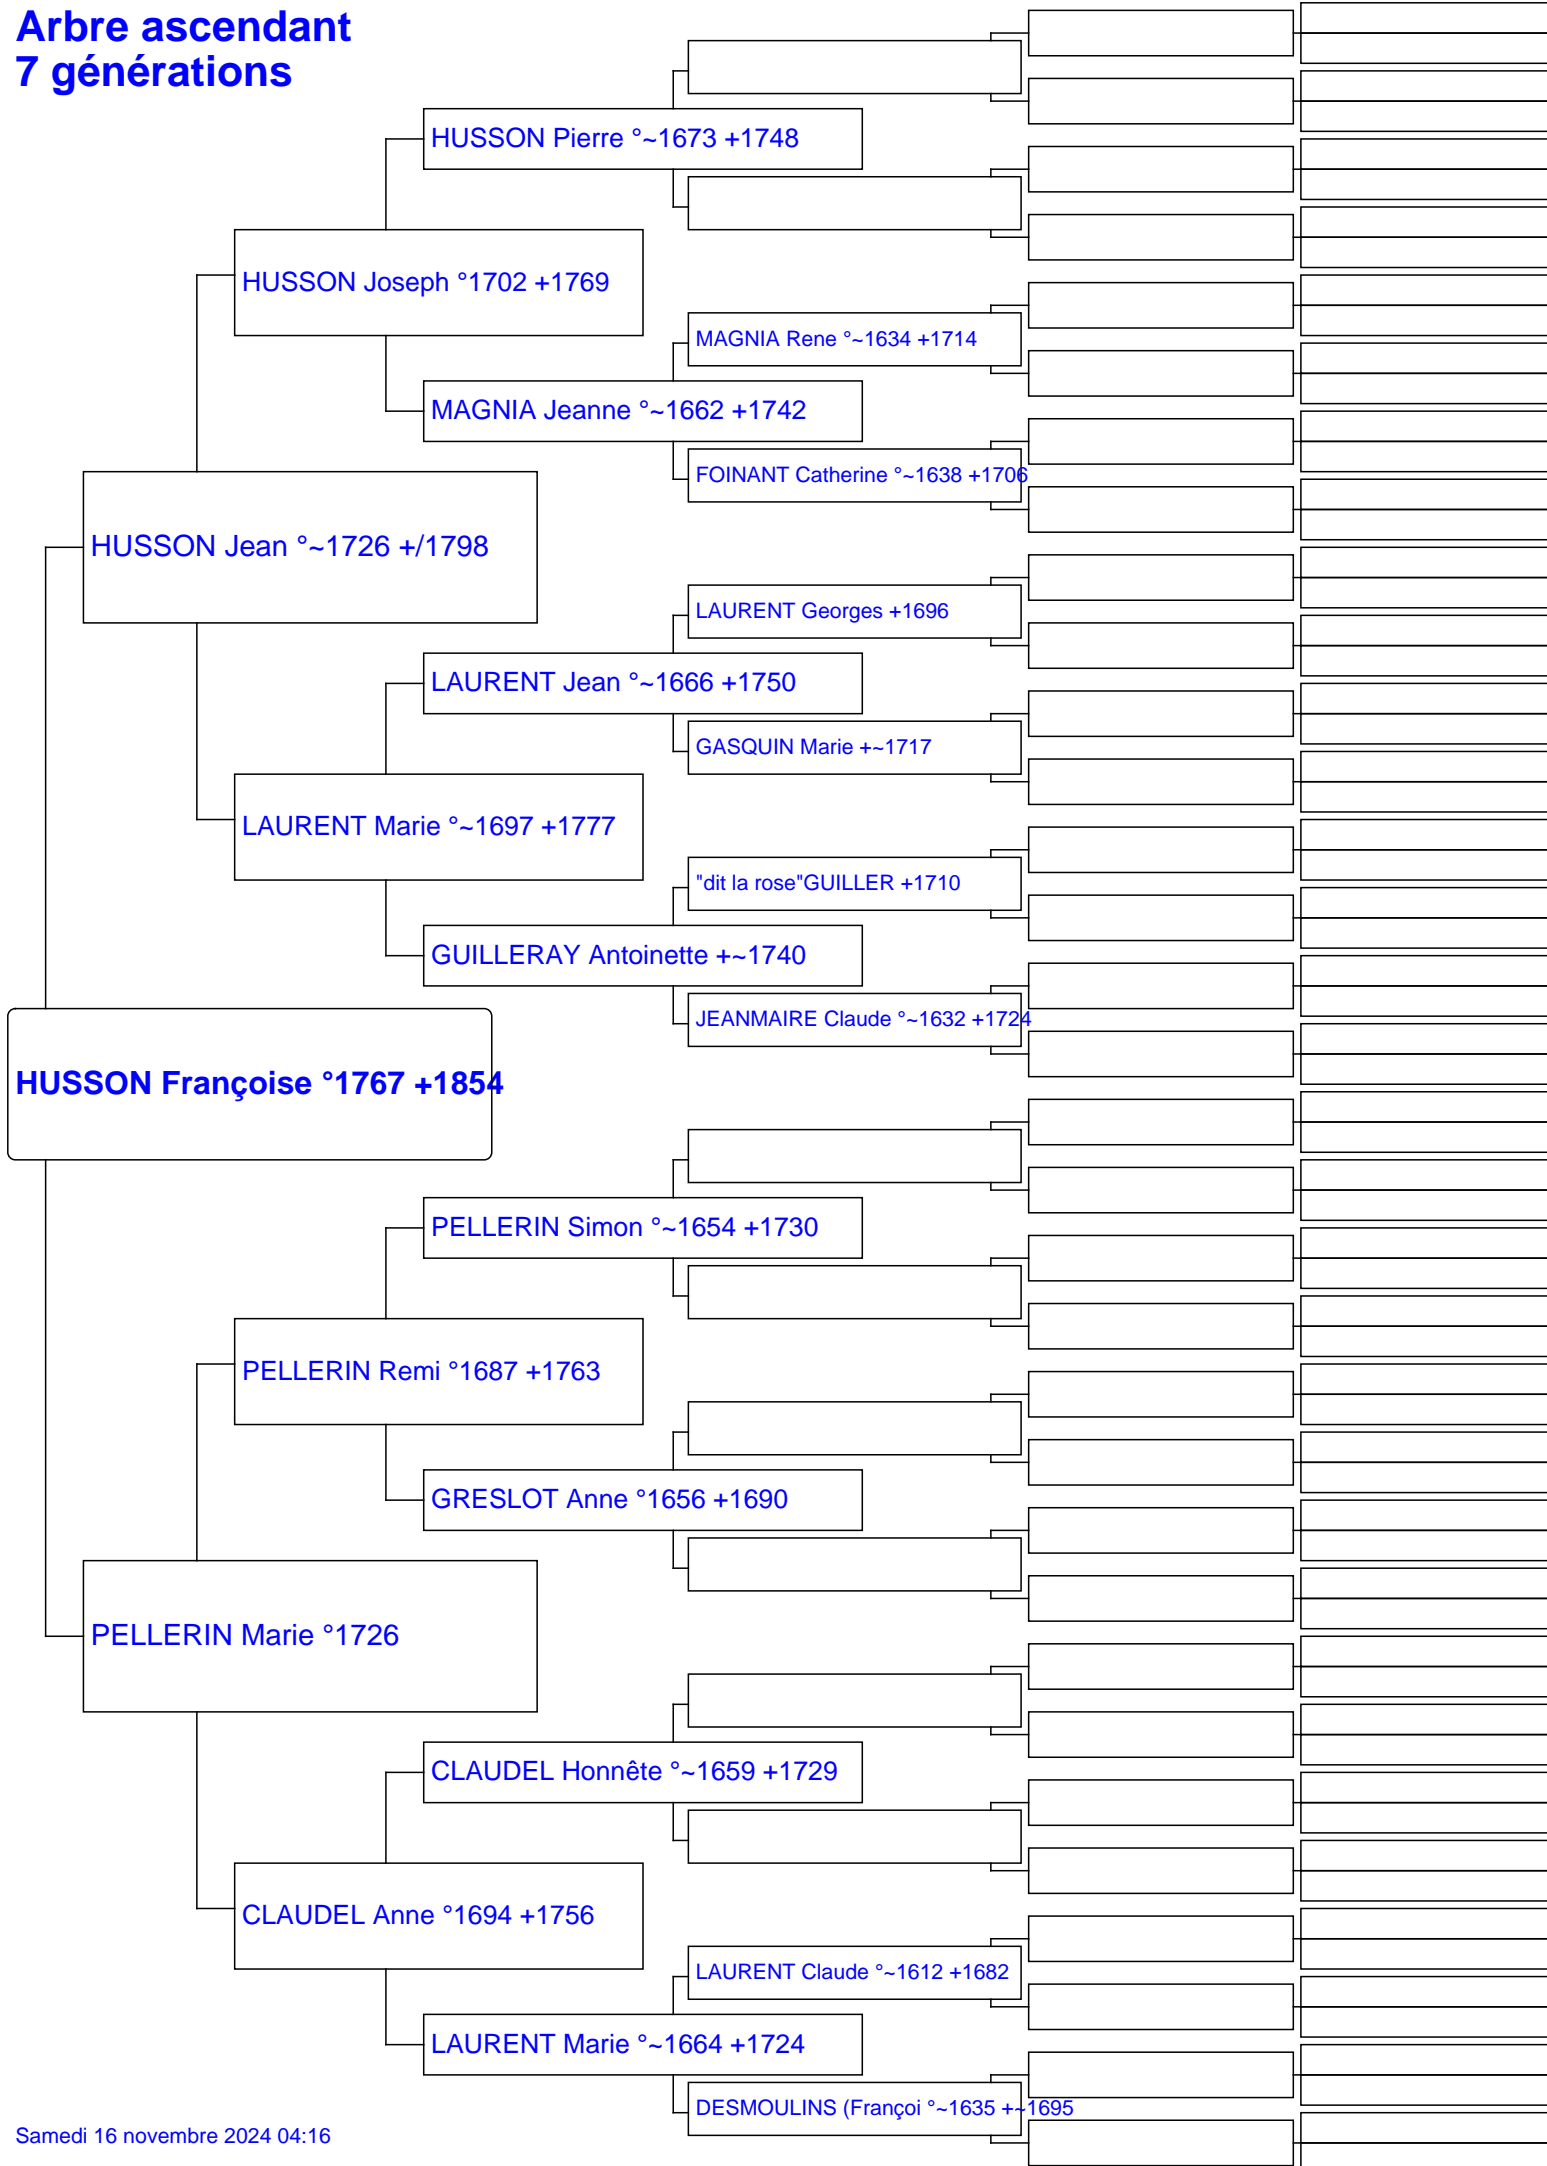 Arbre ascendant
7 générations
HUSSON Pierre °~1673 +1748
HUSSON Joseph °1702 +1769
MAGNIA Rene °~1634 +1714
MAGNIA Jeanne °~1662 +1742
FOINANT Catherine °~1638 +1706
HUSSON Jean °~1726 +/1798
LAURENT Georges +1696
LAURENT Jean °~1666 +1750
GASQUIN Marie +~1717
LAURENT Marie °~1697 +1777
"dit la rose"GUILLER +1710
GUILLERAY Antoinette +~1740
JEANMAIRE Claude °~1632 +1724
HUSSON Françoise °1767 +1854
PELLERIN Simon °~1654 +1730
PELLERIN Remi °1687 +1763
GRESLOT Anne °1656 +1690
PELLERIN Marie °1726
CLAUDEL Honnête °~1659 +1729
CLAUDEL Anne °1694 +1756
LAURENT Claude °~1612 +1682
LAURENT Marie °~1664 +1724
DESMOULINS (Françoi °~1635 +~1695
Samedi 16 novembre 2024 04:16